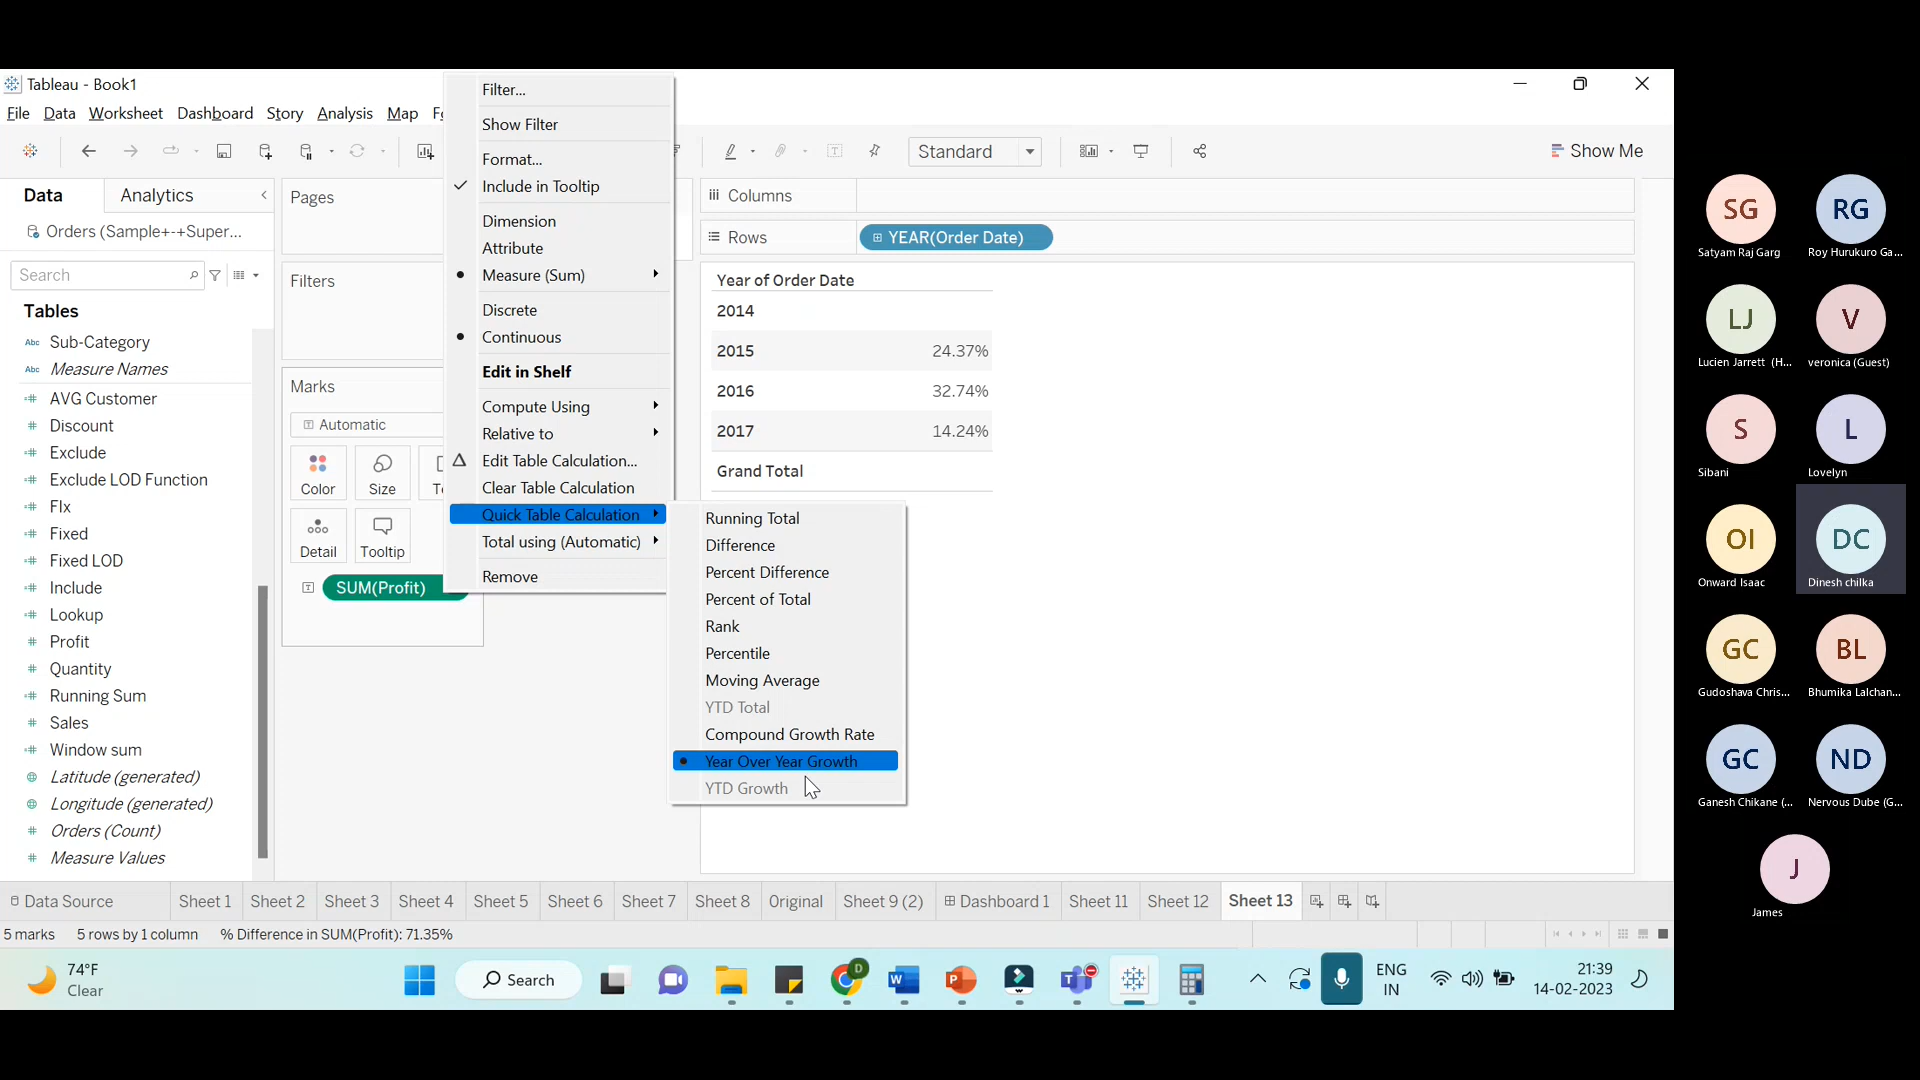 Tableau - Book1
File Data Worksheet Dashboard Story Analysis Map Fo
Standard
Show Me
Data
Analytics
Orders (Sample+-+Super...
Search
Tables
Abc Sub-Category
Abc Measure Names
AVG Customer
Discount
Exclude
Exclude LOD Function
FIx
Fixed
Fixed LOD
Include
Lookup
Profit
Quantity
Running Sum
Sales
Window sum
Latitude (generated)
Longitude (generated)
Orders (Count)
Measure Values
Pages
Filters
Marks
Automatic
Color
Size
Te
Detail
Tooltip
SUM(Profit)
Filter...
Show Filter
Format...
Include in Tooltip
Dimension
Attribute
Measure (Sum)
Discrete
Continuous
Edit in Shelf
Compute Using
Relative to
Edit Table Calculation...
Clear Table Calculation
Quick Table Calculation
Total using (Automatic)
Remove
Running Total
Difference
Percent Difference
Percent of Total
Rank
Percentile
Moving Average
YTD Total
Compound Growth Rate
Year Over Year Growth
YTD Growth
Columns
Rows
YEAR(Order Date)
Year of Order Date
2014
2015 24.37%
2016 32.74%
2017 14.24%
Grand Total
Data Source Sheet 1 Sheet 2 Sheet 3 Sheet 4 Sheet 5 Sheet 6 Sheet 7 Sheet 8 Original Sheet 9 (2) Dashboard 1 Sheet 11 Sheet 12 Sheet 13
5 marks 5 rows by 1 column % Difference in SUM(Profit): 71.35%
74°F
Clear
Search
D
ENG
IN
21:39
14-02-2023
SG
Satyam Raj Garg
RG
Roy Hurukuro Ga...
LJ
Lucien Jarrett (H...
V
veronica (Guest)
S
Sibani
L
Lovelyn
OI
Onward Isaac
DC
Dinesh chilka
GC
Gudoshava Chris...
BL
Bhumika Lalchan...
GC
Ganesh Chikane (...
ND
Nervous Dube (G...
J
James